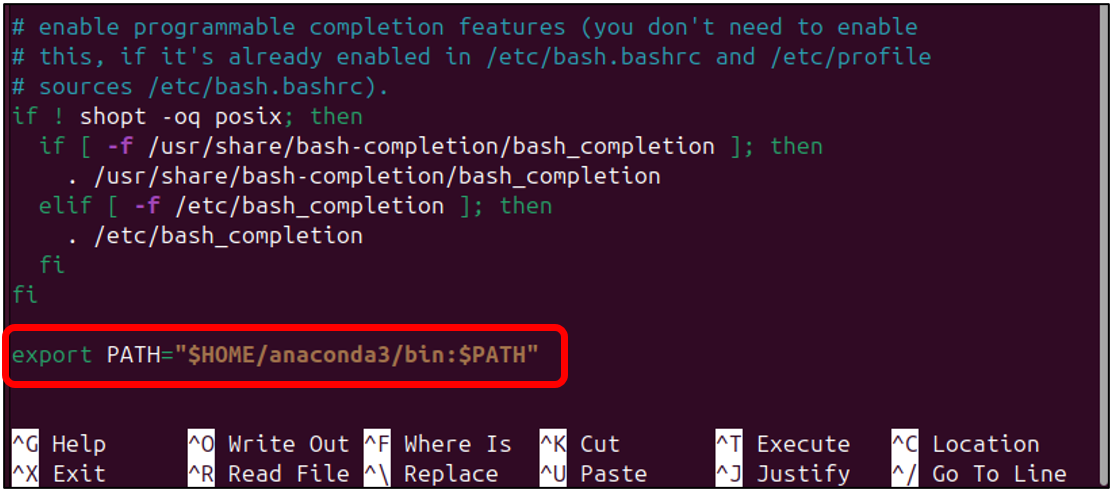 # enable programmable completion features (you don't need to enable
# this, if it's already enabled in /etc/bash.bashrc and /etc/profile
# sources /etc/bash.bashrc).
if ! shopt -oq posix; then
  if [ -f /usr/share/bash-completion/bash_completion ]; then
    . /usr/share/bash-completion/bash_completion
  elif [ -f /etc/bash_completion ]; then
    . /etc/bash_completion
  fi
fi
export PATH="$HOME/anaconda3/bin:$PATH"
^G Help ^O Write Out ^F Where Is ^K Cut ^T Execute ^C Location
^X Exit ^R Read File ^\ Replace ^U Paste ^J Justify ^/ Go To Line